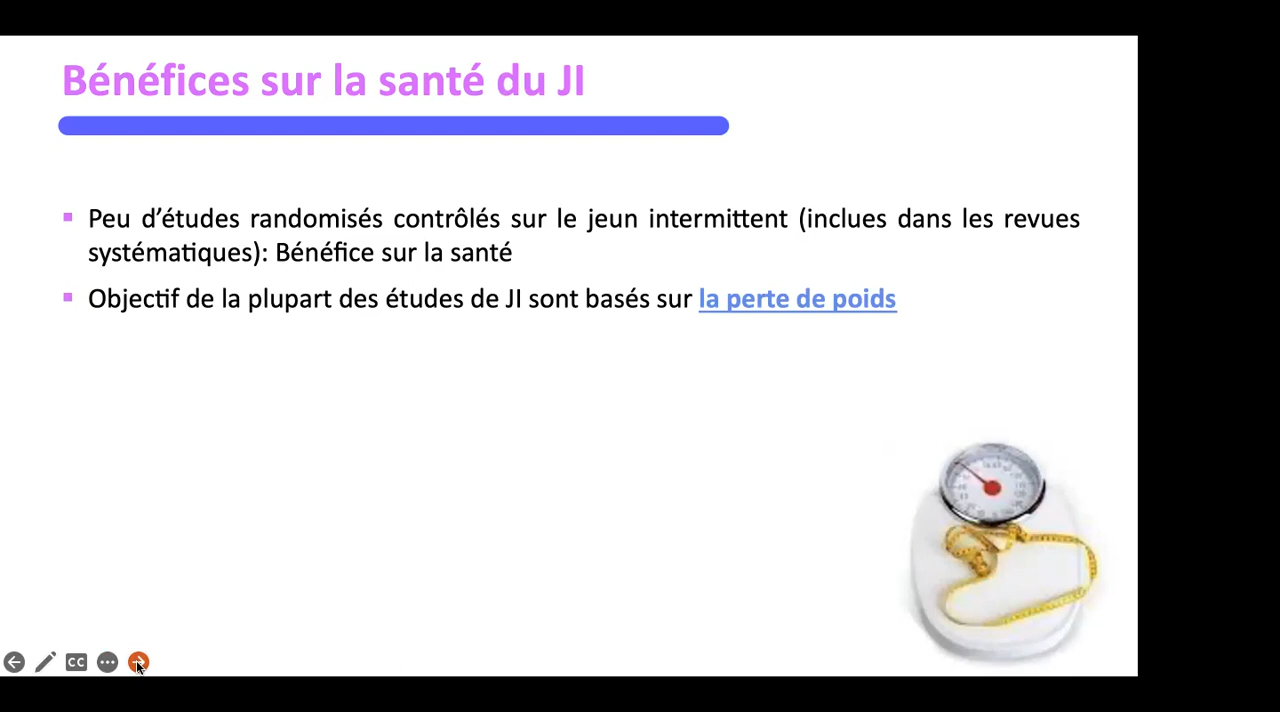 Bénéfices sur la santé du JI
▪ Peu d’études randomisés contrôlés sur le jeun intermittent (inclues dans les revues
systématiques): Bénéfice sur la santé
▪ Objectif de la plupart des études de JI sont basés sur la perte de poids
CC